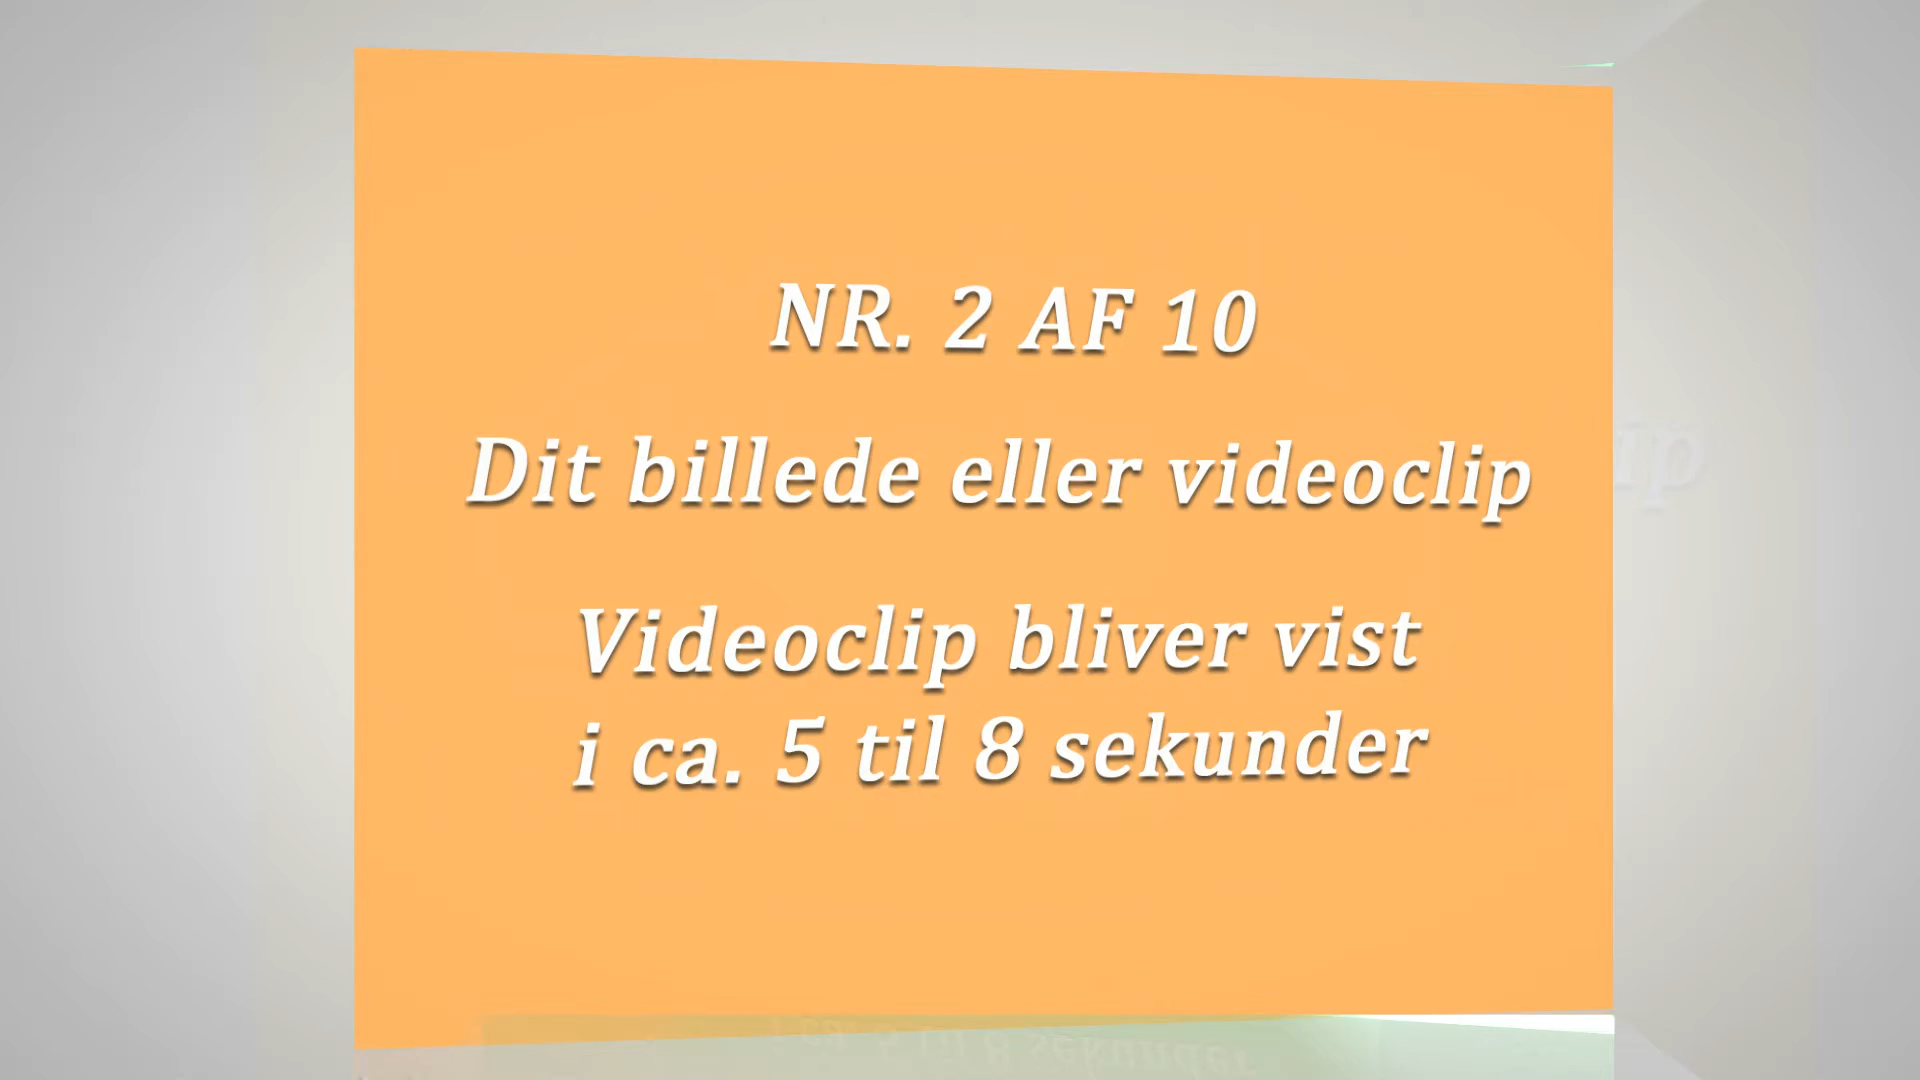 NR. 2 AF 10
Dit billede eller videoclip
Videoclip bliver vist
i ca. 5 til 8 sekunder